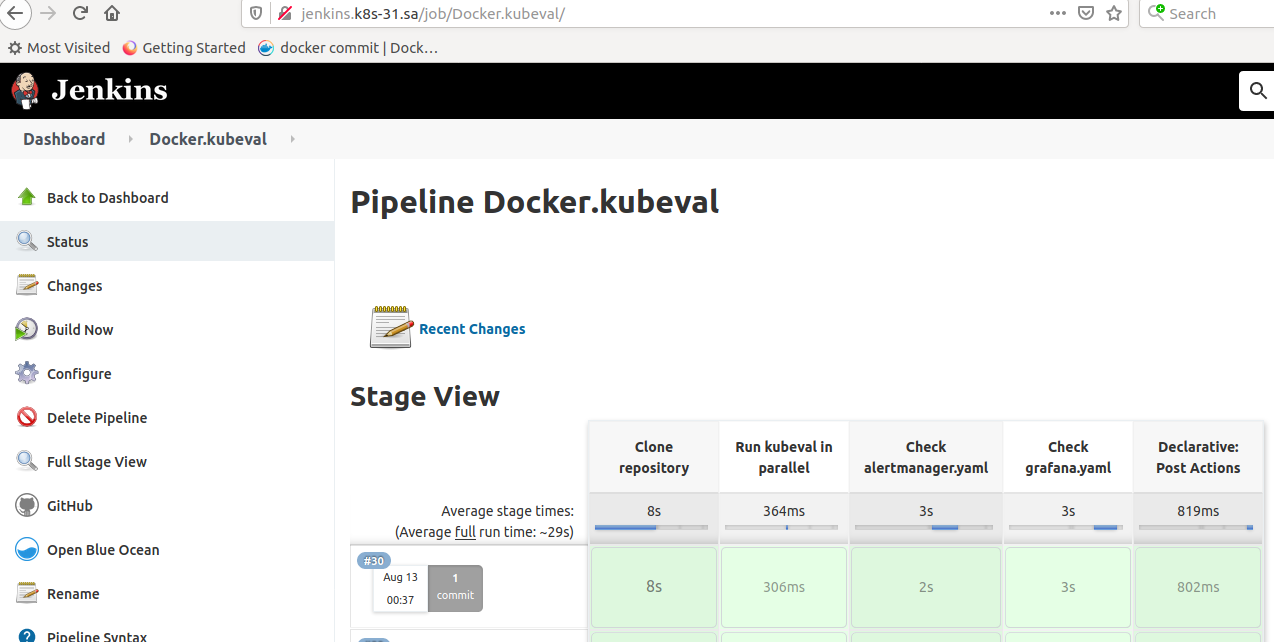 jenkins.k8s-31.sa/job/Docker.kubeval/
Search
Most Visited
Getting Started
docker commit | Dock…
Jenkins
Dashboard
Docker.kubeval
Back to Dashboard
Status
Changes
Build Now
Configure
Delete Pipeline
Full Stage View
GitHub
Open Blue Ocean
Rename
Pipeline Syntax
Pipeline Docker.kubeval
Recent Changes
Stage View
Clone
repository
Run kubeval in
parallel
Check
alertmanager.yaml
Check
grafana.yaml
Declarative:
Post Actions
Average stage times:
(Average full run time: ~29s)
8s
364ms
3s
3s
819ms
#30
Aug 13
00:37
1
commit
8s
306ms
2s
3s
802ms